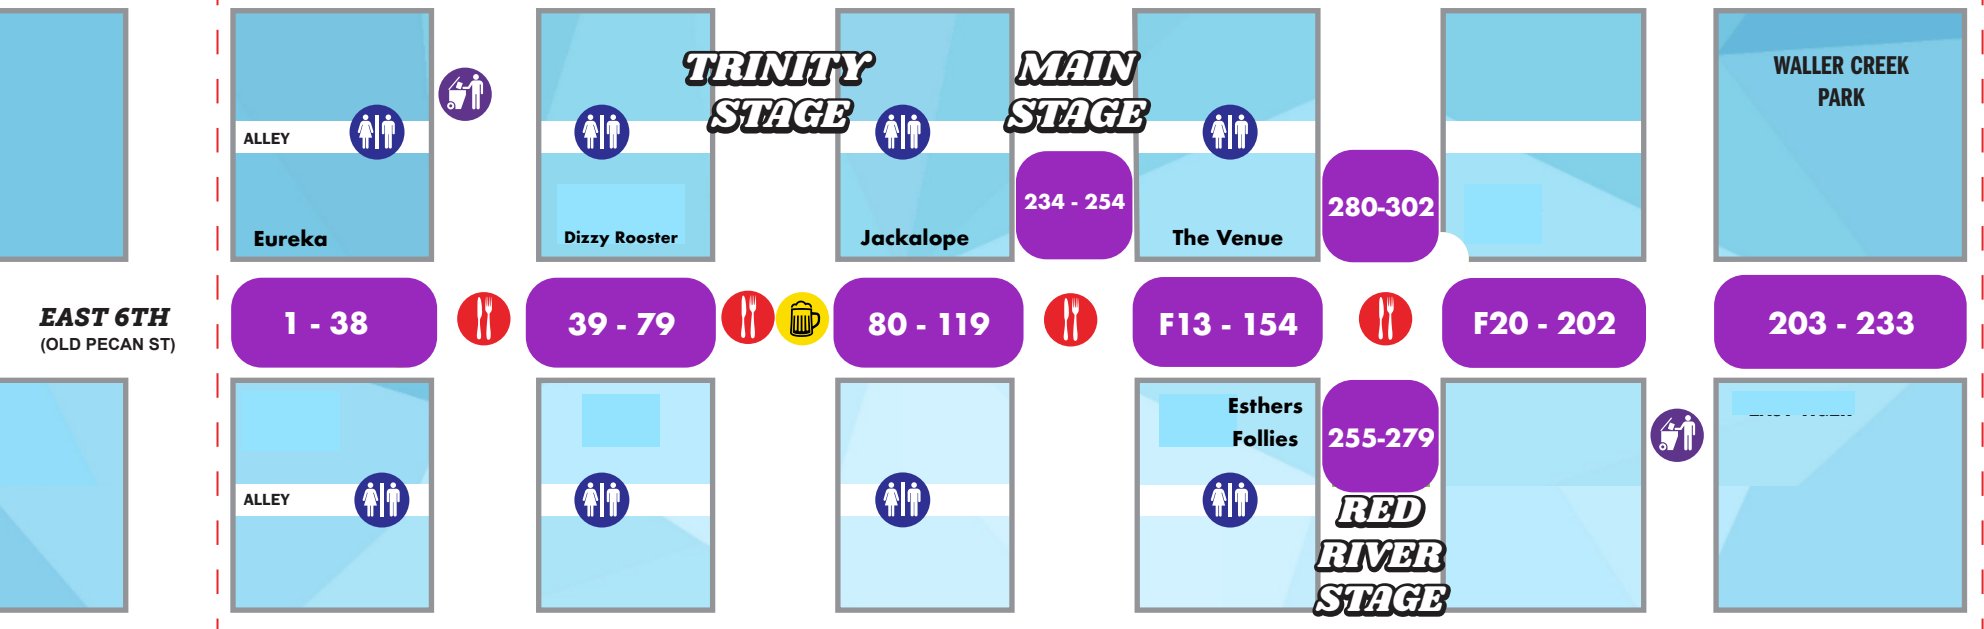 TRINITY
STAGE
MAIN
STAGE
WALLER CREEK
PARK
ALLEY
234 - 254
280-302
Eureka
Dizzy Rooster
Jackalope
The Venue
EAST 6TH
(OLD PECAN ST)
1 - 38
39 - 79
80 - 119
F13 - 154
F20 - 202
203 - 233
Esthers
Follies
255-279
ALLEY
RED
RIVER
STAGE